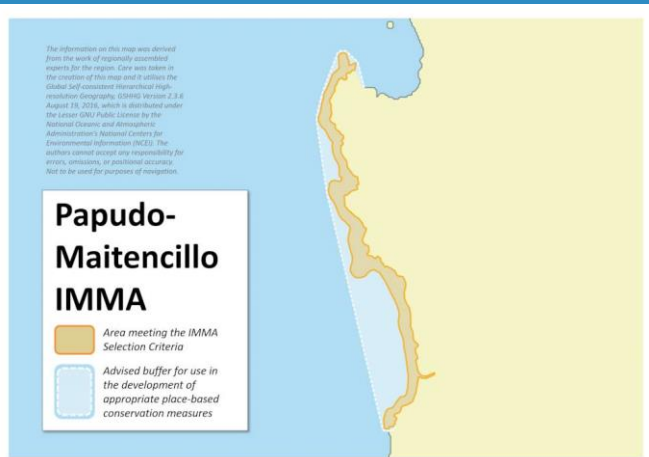 The information on this map was derived
from the work of regionally assembled
experts for the region. Care was taken in
the creation of this map and it utilises the
Global Self-consistent Hierarchical High-
resolution Geography, GSHHG Version 2.3.6
August 19, 2016, which is distributed under
the Lesser GNU Public License by the
National Oceanic and Atmospheric
Administration's National Centers for
Environmental Information (NCEI). The
authors cannot accept any responsibility for
errors, omissions, or positional accuracy.
Not to be used for purposes of navigation.
Papudo-
Maitencillo
IMMA
Area meeting the IMMA
Selection Criteria
Advised buffer for use in
the development of
appropriate place-based
conservation measures